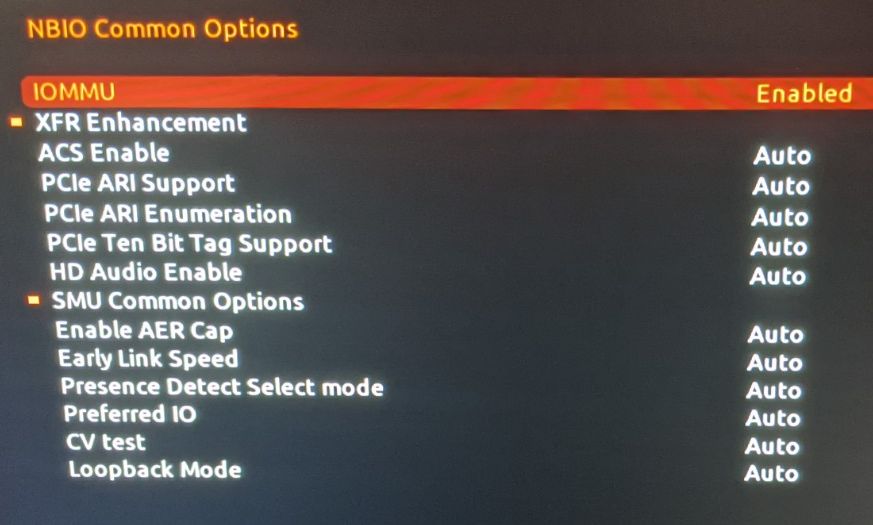 NBIO Common Options
IOMMU Enabled
XFR Enhancement
ACS Enable Auto
PCIe ARI Support Auto
PCIe ARI Enumeration Auto
PCIe Ten Bit Tag Support Auto
HD Audio Enable Auto
SMU Common Options
Enable AER Cap Auto
Early Link Speed Auto
Presence Detect Select mode Auto
Preferred IO Auto
CV test Auto
Loopback Mode Auto